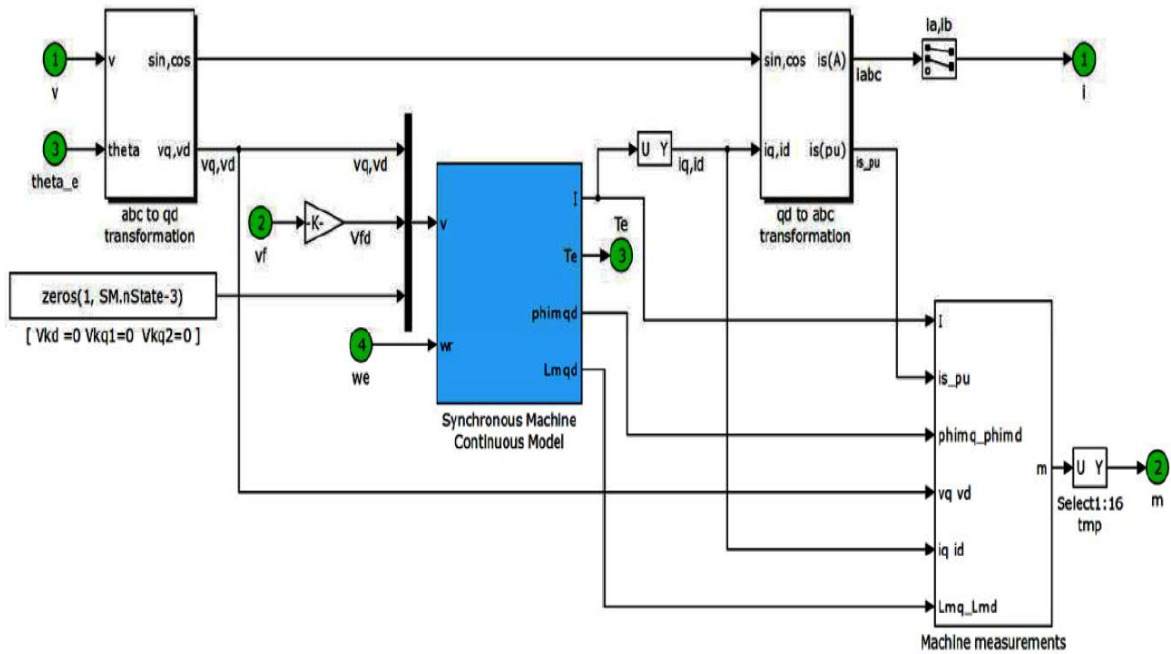 Ia,Ib
1
v
v
sin,cos
sin,cos
is(A)
Iabc
1
i
3
theta_e
theta
vq,vd
vq,vd
vq,vd
U Y
iq,id
iq,id
is(pu)
is_pu
abc to qd
transformation
qd to abc
transformation
2
vf
-K-
Vfd
v
I
Te
3
Te
zeros(1, SM.nState-3)
[ Vkd =0 Vkq1=0 Vkq2=0 ]
phimqd
4
we
wr
Lmqd
Synchronous Machine
Continuous Model
I
is_pu
phimq_phimd
m
U Y
2
m
Select1:16
tmp
vq vd
iq id
Lmq_Lmd
Machine measurements